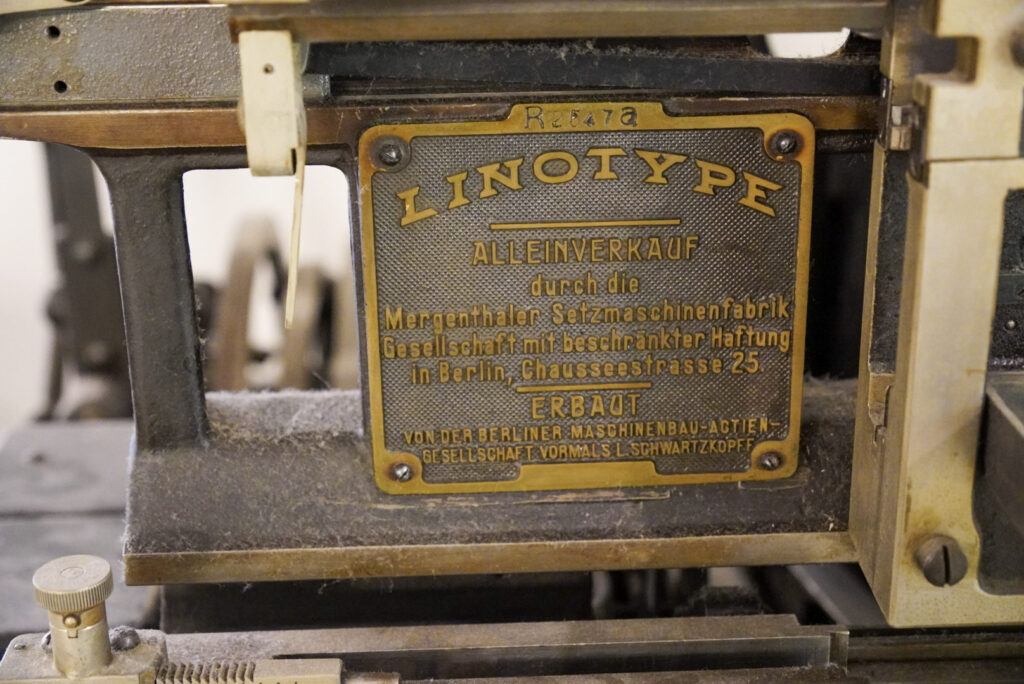 R2547a
LINOTYPE
ALLEINVERKAUF
durch die
Mergenthaler Setzmaschinenfabrik
Gesellschaft mit beschränkter Haftung
in Berlin, Chausseestrasse 25.
ERBAUT
VON DER BERLINER MASCHINENBAU-ACTIEN-
GESELLSCHAFT VORMALS L. SCHWARTZKOPFF